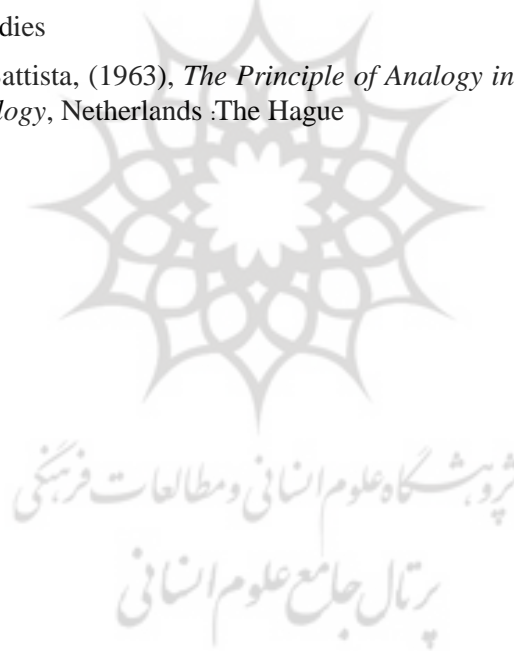 dies
attista, (1963), The Principle of Analogy in
logy, Netherlands :The Hague
پژوهشگاه علوم انسانی و مطالعات فرهنگی
پرتال جامع علوم انسانی